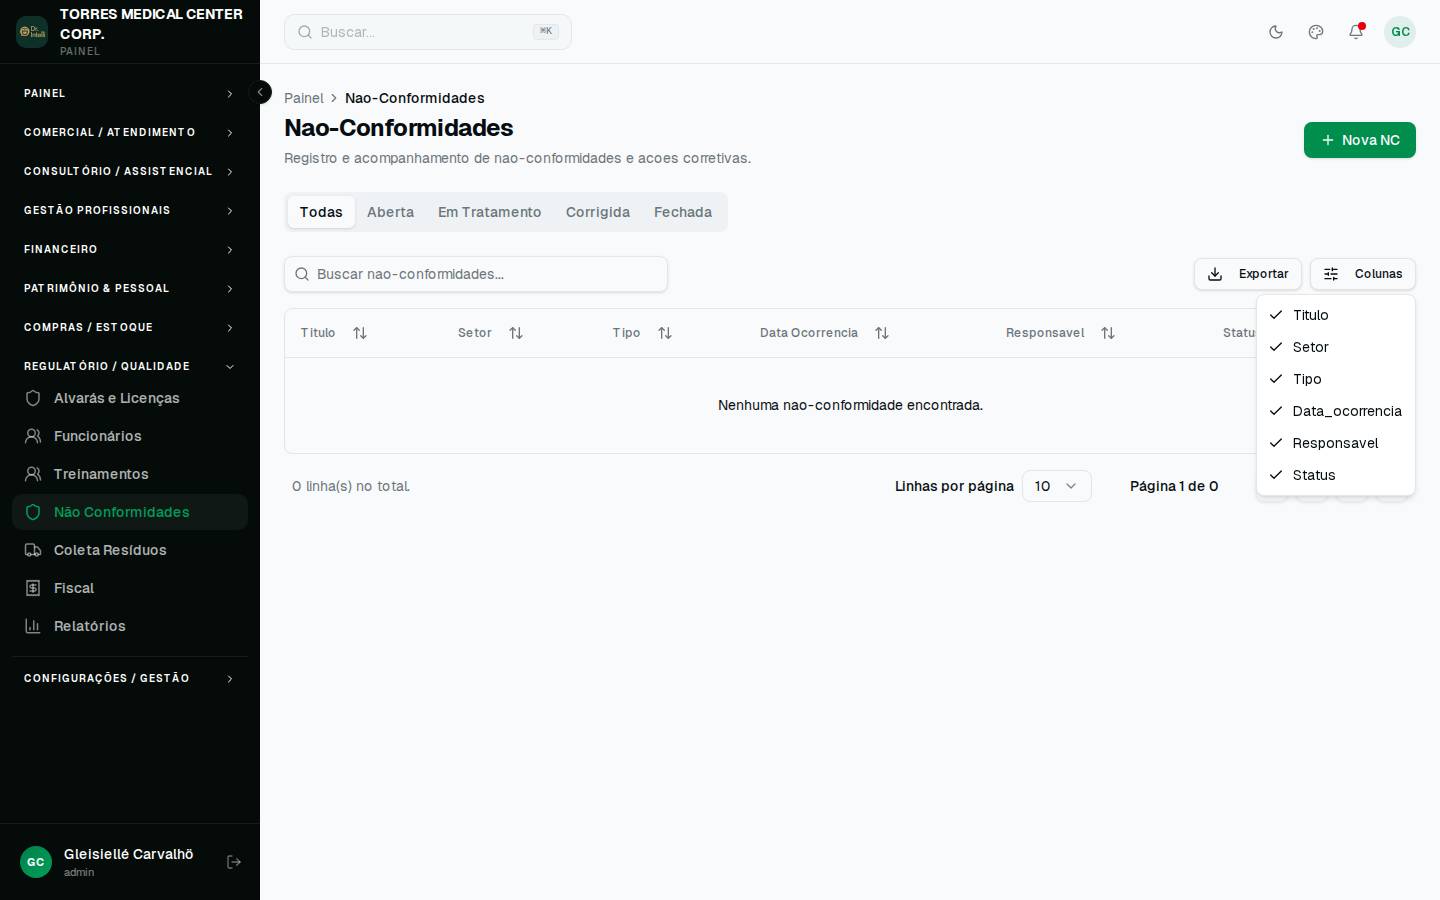 TORRES MEDICAL CENTER CORP.
PAINEL
PAINEL
COMERCIAL / ATENDIMENTO
CONSULTÓRIO / ASSISTENCIAL
GESTÃO PROFISSIONAIS
FINANCEIRO
PATRIMÔNIO & PESSOAL
COMPRAS / ESTOQUE
REGULATÓRIO / QUALIDADE
Alvarás e Licenças
Funcionários
Treinamentos
Não Conformidades
Coleta Resíduos
Fiscal
Relatórios
CONFIGURAÇÕES / GESTÃO
GC
Gleisiellé Carvalhö
admin
Buscar...
⌘K
GC
Painel
Nao-Conformidades
Nao-Conformidades
Registro e acompanhamento de nao-conformidades e acoes corretivas.
Nova NC
Todas
Aberta
Em Tratamento
Corrigida
Fechada
Buscar nao-conformidades...
Exportar
Colunas
Titulo
Setor
Tipo
Data Ocorrencia
Responsavel
Status
Nenhuma nao-conformidade encontrada.
Titulo
Setor
Tipo
Data_ocorrencia
Responsavel
Status
0 linha(s) no total.
Linhas por página
10
Página 1 de 0